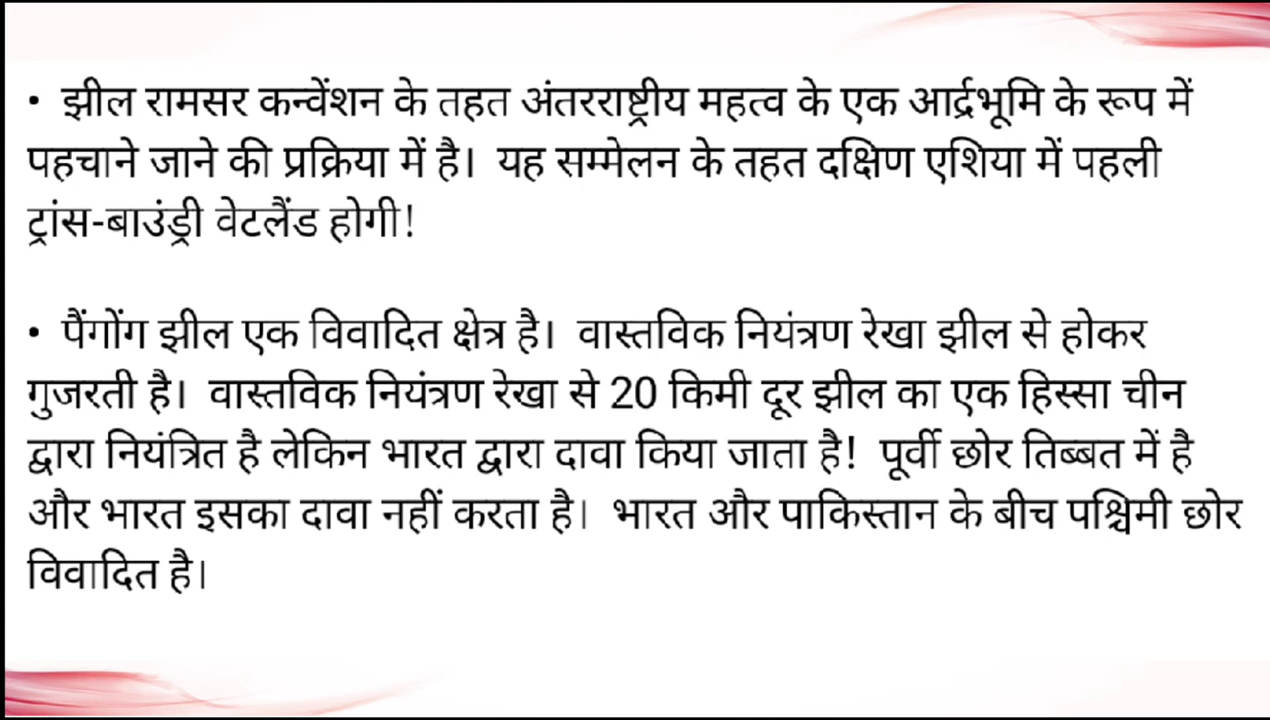 • झील रामसर कन्वेंशन के तहत अंतरराष्ट्रीय महत्व के एक आर्द्रभूमि के रूप में
पहचाने जाने की प्रक्रिया में है। यह सम्मेलन के तहत दक्षिण एशिया में पहली
ट्रांस-बाउंड्री वेटलैंड होगी!
• पैंगोंग झील एक विवादित क्षेत्र है। वास्तविक नियंत्रण रेखा झील से होकर
गुजरती है। वास्तविक नियंत्रण रेखा से 20 किमी दूर झील का एक हिस्सा चीन
द्वारा नियंत्रित है लेकिन भारत द्वारा दावा किया जाता है! पूर्वी छोर तिब्बत में है
और भारत इसका दावा नहीं करता है। भारत और पाकिस्तान के बीच पश्चिमी छोर
विवादित है।